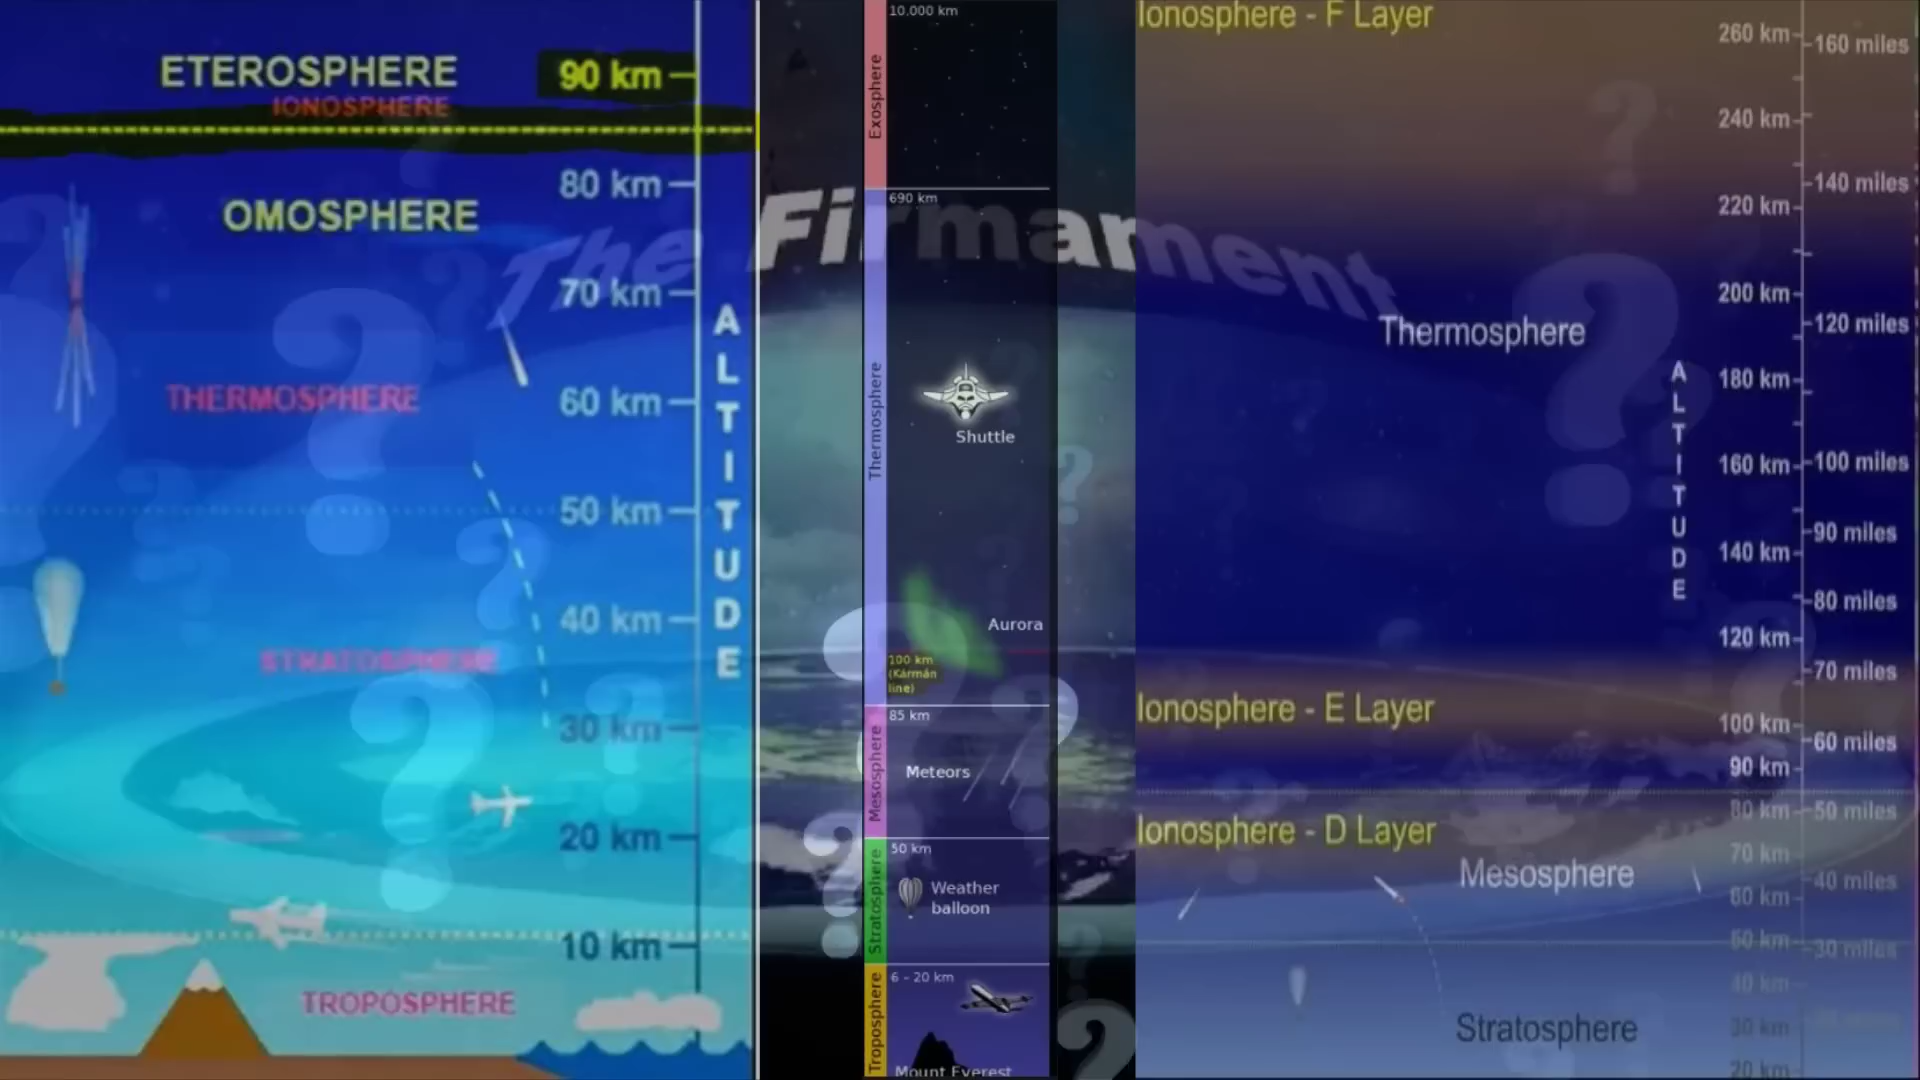 ETEROSPHERE
IONOSPHERE
90 km
80 km
OMOSPHERE
70 km
THERMOSPHERE
60 km
50 km
40 km
STRATOSPHERE
30 km
20 km
10 km
TROPOSPHERE
ALTITUDE
The Firmament
10,000 km
Exosphere
690 km
Thermosphere
Shuttle
Aurora
100 km
(Kármán
line)
85 km
Mesosphere
Meteors
50 km
Stratosphere
Weather
balloon
6 - 20 km
Troposphere
Mount Everest
Ionosphere - F Layer
Thermosphere
Ionosphere - E Layer
Ionosphere - D Layer
Mesosphere
Stratosphere
ALTITUDE
260 km
240 km
220 km
200 km
180 km
160 km
140 km
120 km
100 km
90 km
80 km
70 km
60 km
50 km
40 km
30 km
20 km
160 miles
140 miles
120 miles
100 miles
90 miles
80 miles
70 miles
60 miles
50 miles
40 miles
30 miles